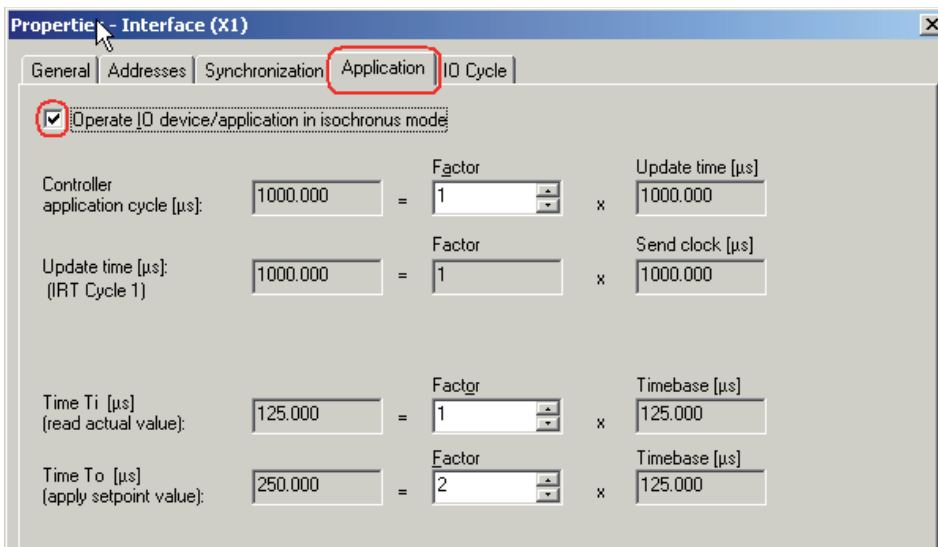 Properties - Interface (X1)
General Addresses Synchronization Application IO Cycle
Operate IO device/application in isochronus mode
Factor Update time [µs]
Controller
application cycle [µs]: 1000.000 = 1 x 1000.000
Factor Send clock [µs]
Update time [µs]:
(IRT Cycle 1) 1000.000 = 1 x 1000.000
Factor Timebase [µs]
Time Ti [µs]
(read actual value): 125.000 = 1 x 125.000
Factor Timebase [µs]
Time To [µs]
(apply setpoint value): 250.000 = 2 x 125.000